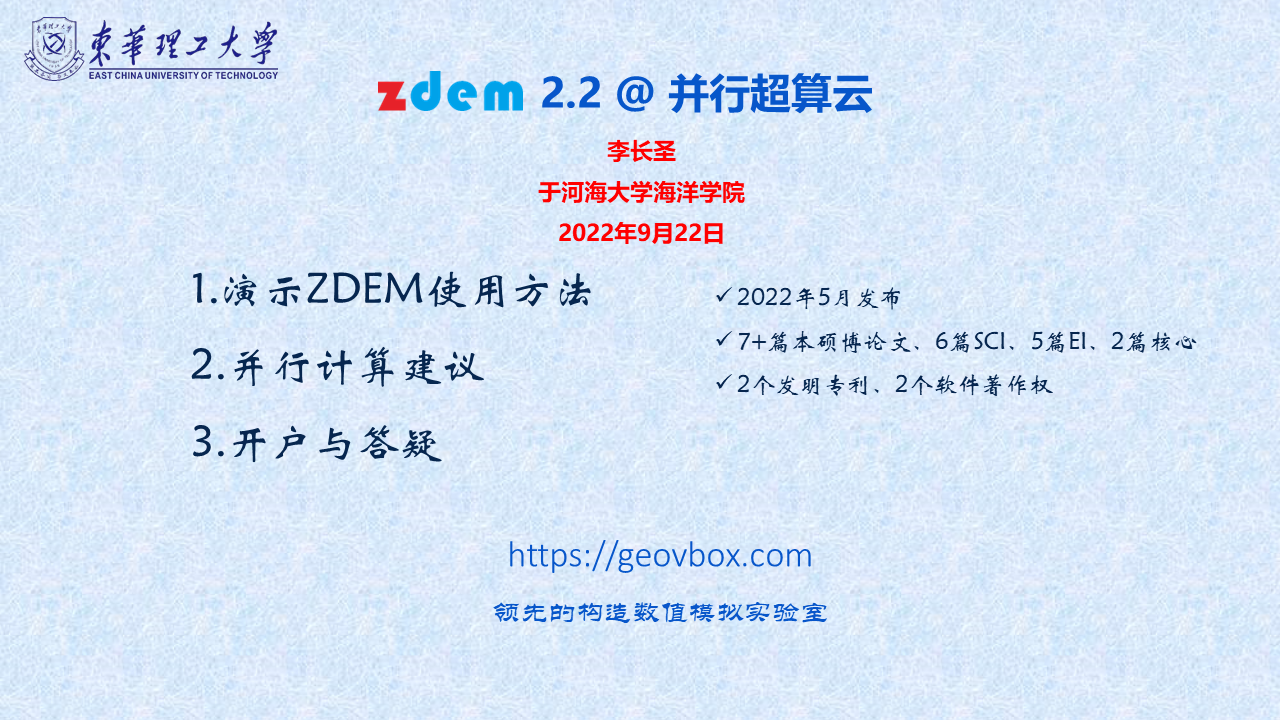 東華理工大學
EAST CHINA UNIVERSITY OF TECHNOLOGY
zdem 2.2 @ 并行超算云
李长圣
于河海大学海洋学院
2022年9月22日
1.演示ZDEM使用方法
2.并行计算建议
3.开户与答疑
✓2022年5月发布
✓7+篇本硕博论文、6篇SCI、5篇EI、2篇核心
✓2个发明专利、2个软件著作权
https://geovbox.com
领先的构造数值模拟实验室